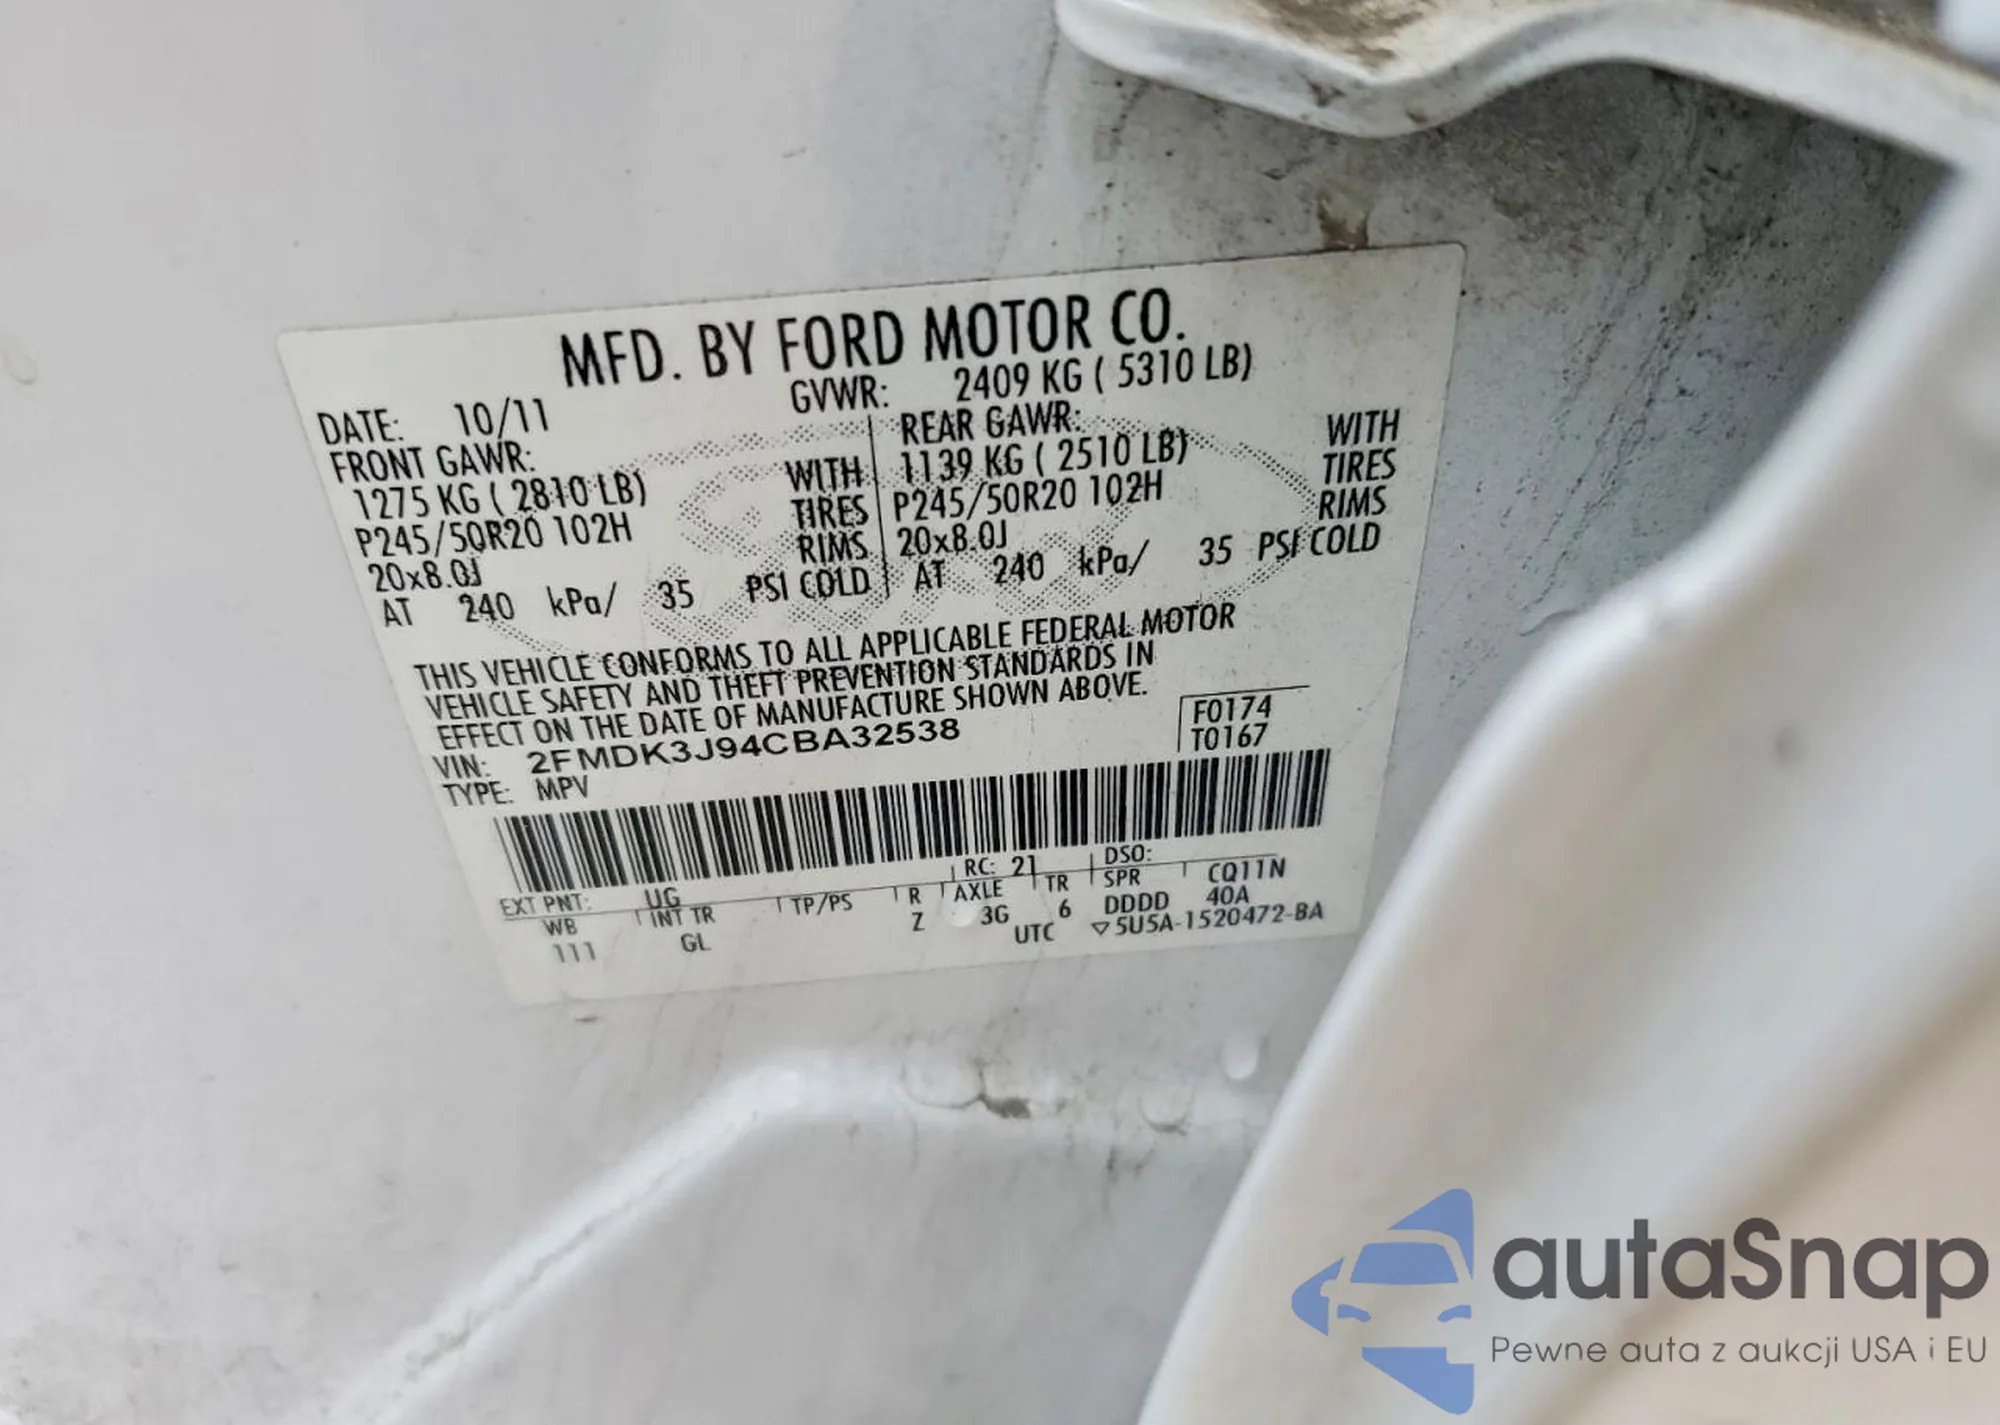 MFD. BY FORD MOTOR CO.
DATE: 10/11 GVWR: 2409 KG ( 5310 LB)
FRONT GAWR: REAR GAWR:
1275 KG ( 2810 LB) WITH 1139 KG ( 2510 LB) WITH
P245/50R20 102H TIRES P245/50R20 102H TIRES
20x8.0J RIMS 20x8.0J RIMS
AT 240 kPa/ 35 PSI COLD AT 240 kPa/ 35 PSI COLD
THIS VEHICLE CONFORMS TO ALL APPLICABLE FEDERAL MOTOR
VEHICLE SAFETY AND THEFT PREVENTION STANDARDS IN
EFFECT ON THE DATE OF MANUFACTURE SHOWN ABOVE.
VIN: 2FMDK3J94CBA32538 F0174
TYPE: MPV T0167
EXT PNT: UG RC: 21 DSO:
WB INT TR TP/PS R AXLE TR SPR CQ11N
111 GL Z 3G 6 DDDD 40A
UTC ▽5U5A-1520472-BA
autaSnap
Pewne auta z aukcji USA i EU